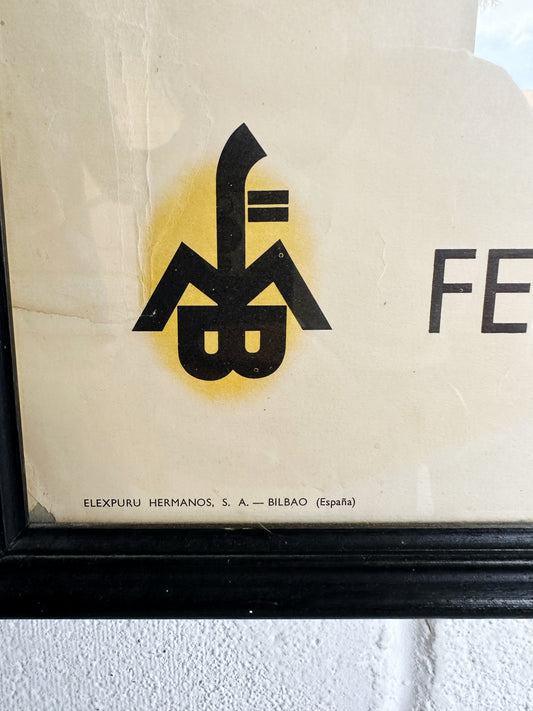 FE
ELEXPURU HERMANOS, S. A. — BILBAO (España)